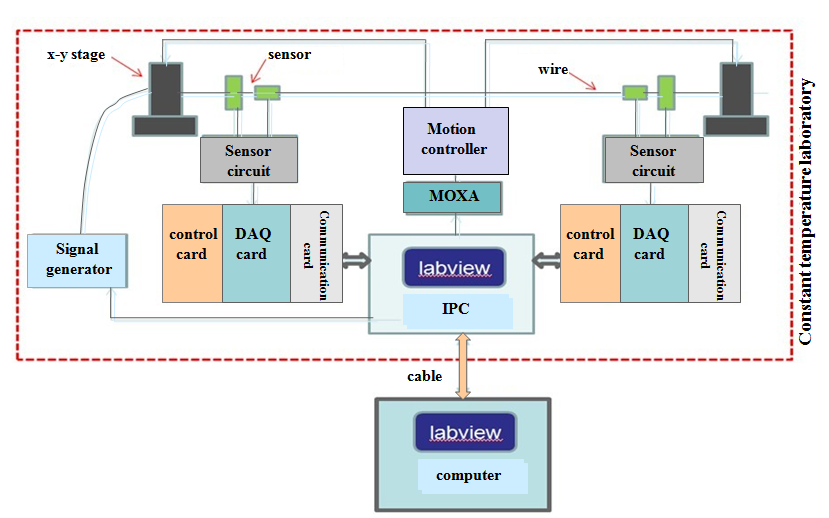 x-y stage
sensor
wire
Motion
controller
Sensor
circuit
Sensor
circuit
MOXA
control
card
DAQ
card
Communication
card
control
card
DAQ
card
Communication
card
Signal
generator
labview
IPC
cable
labview
computer
Constant temperature laboratory